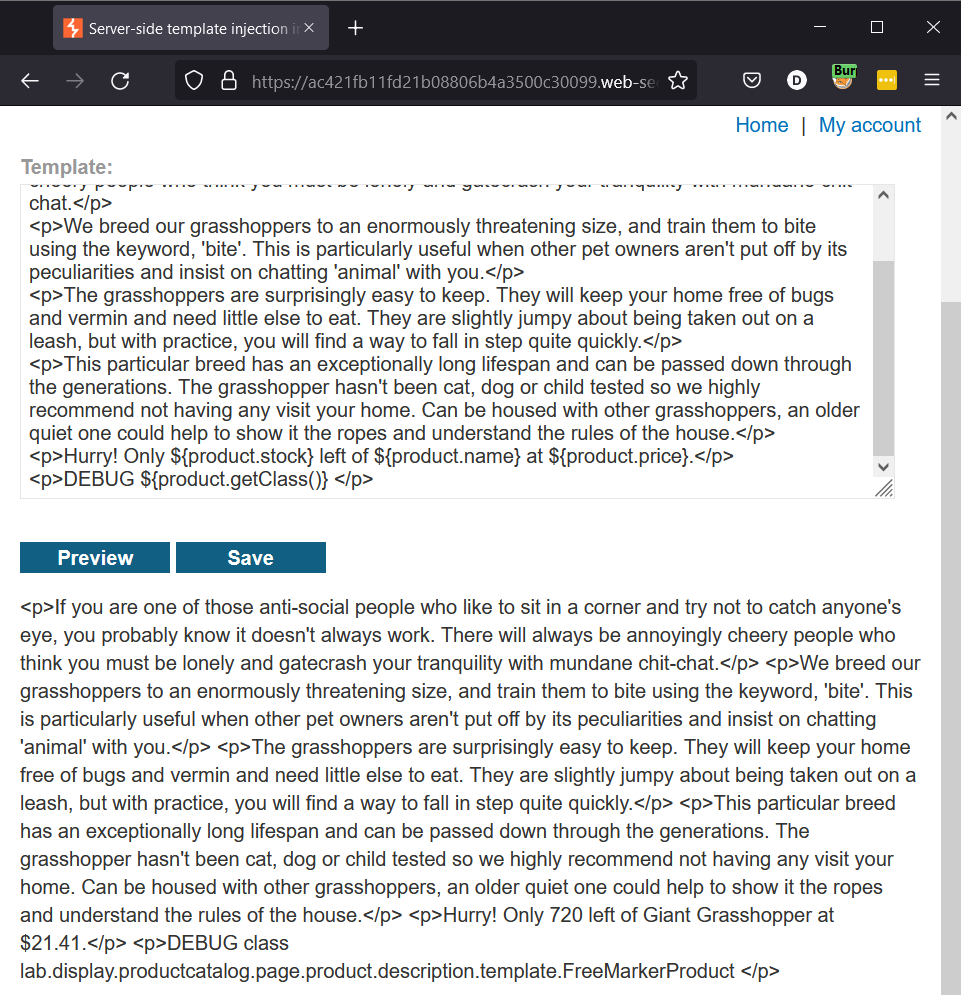 Server-side template injection i
https://ac421fb11fd21b08806b4a3500c30099.web-se
Bur
Home | My account
Template:
cheery people who think you must be lonely and gatecrash your tranquility with mundane chit-
chat.</p>
<p>We breed our grasshoppers to an enormously threatening size, and train them to bite
using the keyword, 'bite'. This is particularly useful when other pet owners aren't put off by its
peculiarities and insist on chatting 'animal' with you.</p>
<p>The grasshoppers are surprisingly easy to keep. They will keep your home free of bugs
and vermin and need little else to eat. They are slightly jumpy about being taken out on a
leash, but with practice, you will find a way to fall in step quite quickly.</p>
<p>This particular breed has an exceptionally long lifespan and can be passed down through
the generations. The grasshopper hasn't been cat, dog or child tested so we highly
recommend not having any visit your home. Can be housed with other grasshoppers, an older
quiet one could help to show it the ropes and understand the rules of the house.</p>
<p>Hurry! Only ${product.stock} left of ${product.name} at ${product.price}.</p>
<p>DEBUG ${product.getClass()} </p>
Preview Save
<p>If you are one of those anti-social people who like to sit in a corner and try not to catch anyone's
eye, you probably know it doesn't always work. There will always be annoyingly cheery people who
think you must be lonely and gatecrash your tranquility with mundane chit-chat.</p> <p>We breed our
grasshoppers to an enormously threatening size, and train them to bite using the keyword, 'bite'. This
is particularly useful when other pet owners aren't put off by its peculiarities and insist on chatting
'animal' with you.</p> <p>The grasshoppers are surprisingly easy to keep. They will keep your home
free of bugs and vermin and need little else to eat. They are slightly jumpy about being taken out on a
leash, but with practice, you will find a way to fall in step quite quickly.</p> <p>This particular breed
has an exceptionally long lifespan and can be passed down through the generations. The
grasshopper hasn't been cat, dog or child tested so we highly recommend not having any visit your
home. Can be housed with other grasshoppers, an older quiet one could help to show it the ropes
and understand the rules of the house.</p> <p>Hurry! Only 720 left of Giant Grasshopper at
$21.41.</p> <p>DEBUG class
lab.display.productcatalog.page.product.description.template.FreeMarkerProduct </p>